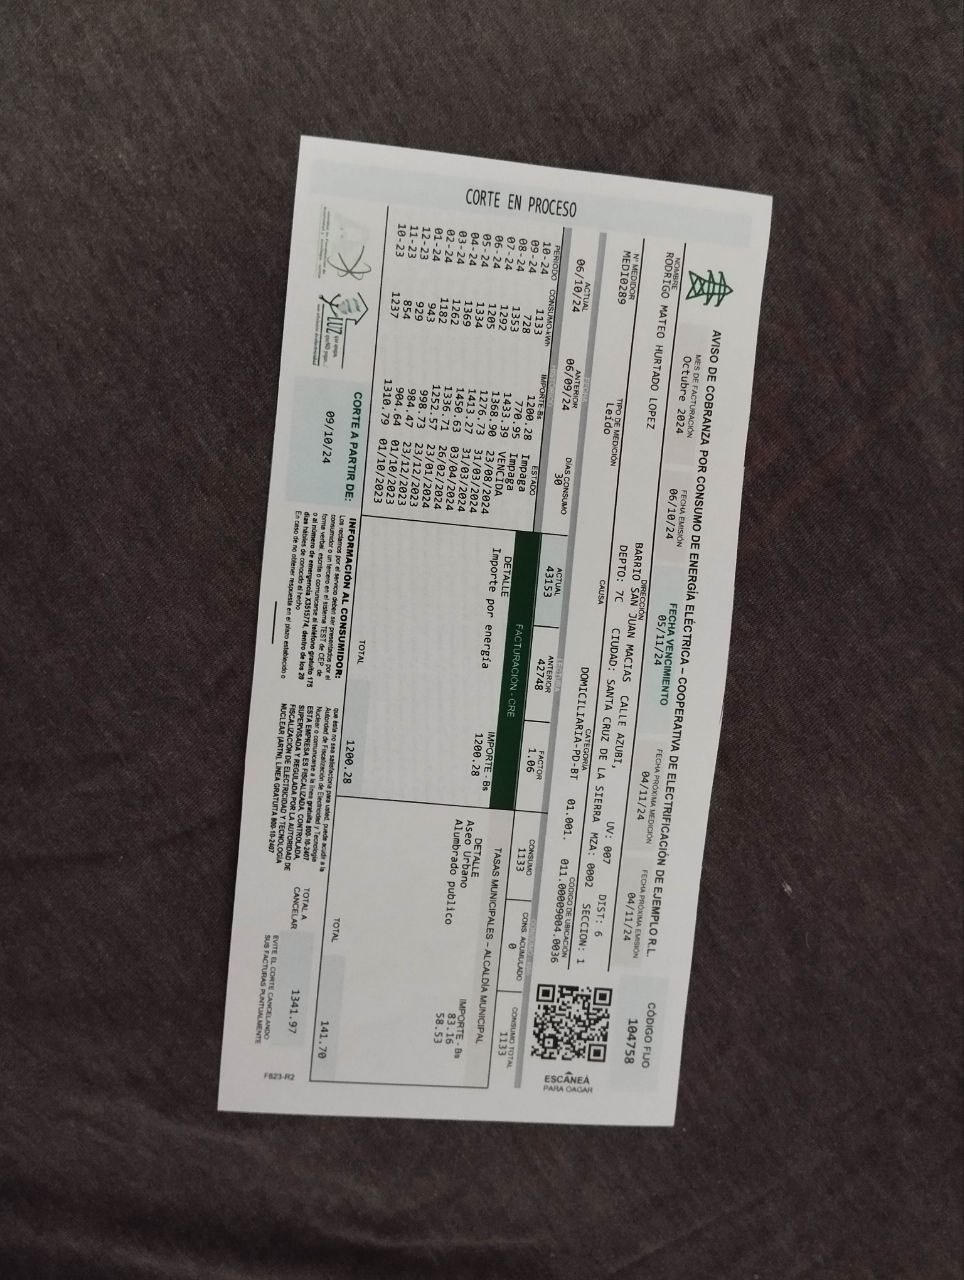 AVISO DE COBRANZA POR CONSUMO DE ENERGÍA ELÉCTRICA – COOPERATIVA DE ELECTRIFICACIÓN DE EJEMPLO R.L.
MES DE FACTURACIÓN FECHA EMISIÓN FECHA VENCIMIENTO FECHA PRÓXIMA MEDICIÓN FECHA PRÓXIMA EMISIÓN
Octubre 2024 06/10/24 05/11/24 04/11/24 04/11/24
CÓDIGO FIJO
104758
NOMBRE DIRECCIÓN
RODRIGO MATEO HURTADO LOPEZ
BARRIO SAN JUAN MACIAS CALLE AZUBI, UV: 007 DIST: 6
DEPTO: 7C CIUDAD: SANTA CRUZ DE LA SIERRA MZA: 0002 SECCION: 1
Nº MEDIDOR TIPO DE MEDICIÓN CAUSA CATEGORIA CÓDIGO DE UBICACIÓN
MEDI0289 Leído DOMICILIARIA-PD-BT 01.001. 011.00009004.0036
ACTUAL ANTERIOR DÍAS CONSUMO ACTUAL ANTERIOR FACTOR CONSUMO CONS. ACUMULADO CONSUMO TOTAL
06/10/24 06/09/24 30 43153 42748 1.06 1133 0 1133
ESCANEÁ
PARA OAGAR
CORTE EN PROCESO
PERIODO CONSUMO-kWh IMPORTE-Bs ESTADO
10-24 1133 1200.28 Impaga
09-24 728 770.95 Impaga
08-24 1353 1433.39 VENCIDA
07-24 1292 1368.90 23/08/2024
06-24 1205 1276.73 31/03/2024
05-24 1334 1413.27 31/03/2024
04-24 1369 1450.63 03/04/2024
03-24 1262 1336.71 26/02/2024
02-24 1182 1252.57 23/01/2024
01-24 943 998.73 23/12/2023
12-23 929 984.47 23/12/2023
11-23 854 904.64 01/10/2023
10-23 1237 1310.79 01/10/2023
FACTURACIÓN - CRE
DETALLE IMPORTE - Bs
Importe por energía 1200.28
TOTAL 1200.28
TASAS MUNICIPALES – ALCALDÍA MUNICIPAL
DETALLE IMPORTE - Bs
Aseo Urbano 83.16
Alumbrado publico 58.53
TOTAL 141.70
LUZ
CORTE A PARTIR DE:
09/10/24
INFORMACIÓN AL CONSUMIDOR:
Los reclamos por el servicio deben ser presentados por el
consumidor o un tercero en el sistema TEST de CEP, de
forma verbal, escrita o comunicarse al teléfono gratuito 175
o al número de emergencia X3515/74, dentro de los 20
días hábiles de conocido el hecho
En caso de no obtener respuesta en el plazo establecido o
que ésta no sea satisfactoria para usted, puede acudir a la
Autoridad de Fiscalización de Electricidad y Tecnología
Nuclear o comunicarse a la línea gratuita 800-10-2407
ESTA EMPRESA ES FISCALIZADA, CONTROLADA,
SUPERVISADA Y REGULADA POR LA AUTORIDAD DE
FISCALIZACIÓN DE ELECTRICIDAD Y TECNOLOGÍA
NUCLEAR (AETN). LÍNEA GRATUITA 800-10-2407
TOTAL A
CANCELAR 1341.97
EVITE EL CORTE CANCELANDO
SUS FACTURAS PUNTUALMENTE
F823-R2